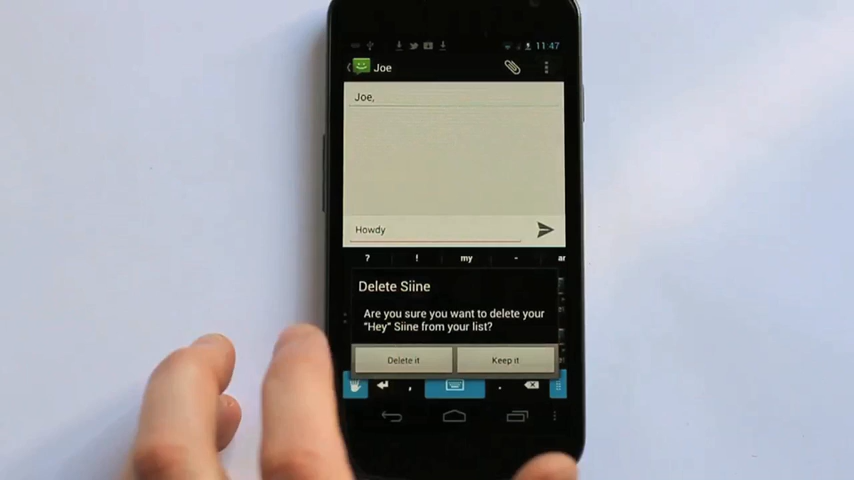 11:47
Joe
Joe,
Howdy
? ! my - ar
Delete Siine
Are you sure you want to delete your
"Hey" Siine from your list?
Delete it Keep it
, .